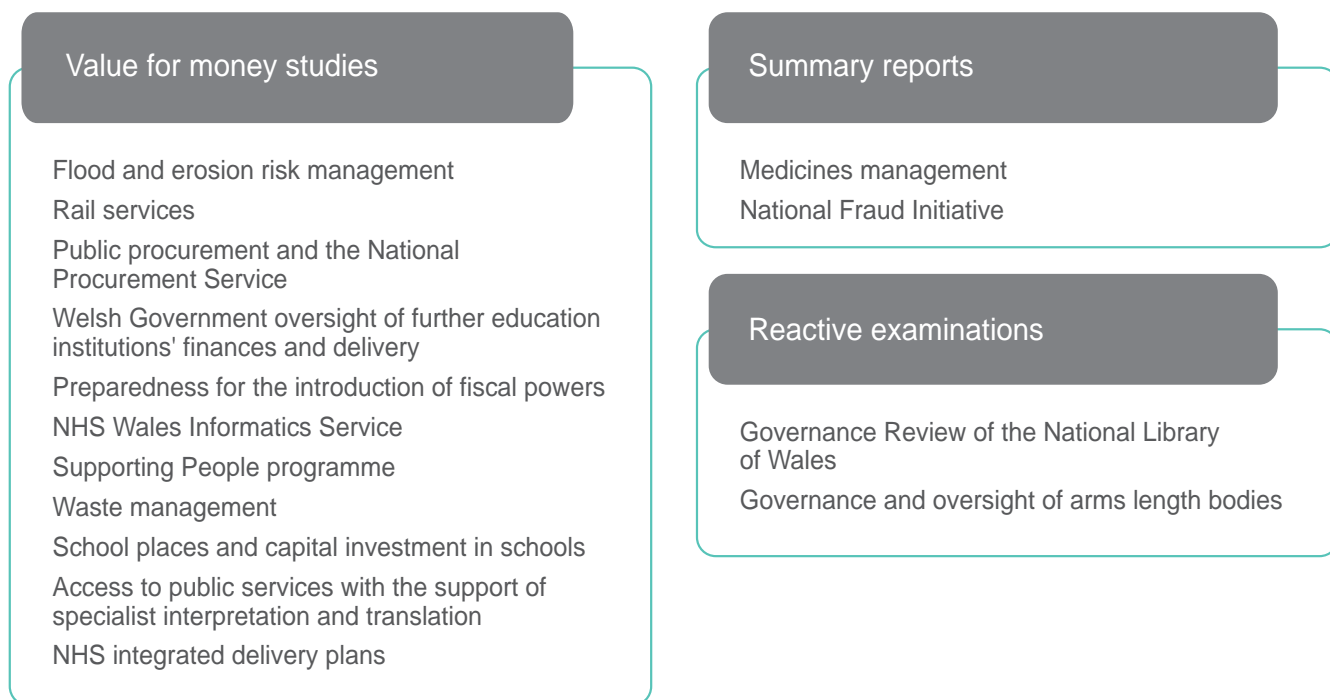 Value for money studies
Flood and erosion risk management
Rail services
Public procurement and the National
Procurement Service
Welsh Government oversight of further education
institutions' finances and delivery
Preparedness for the introduction of fiscal powers
NHS Wales Informatics Service
Supporting People programme
Waste management
School places and capital investment in schools
Access to public services with the support of
specialist interpretation and translation
NHS integrated delivery plans
Summary reports
Medicines management
National Fraud Initiative
Reactive examinations
Governance Review of the National Library
of Wales
Governance and oversight of arms length bodies